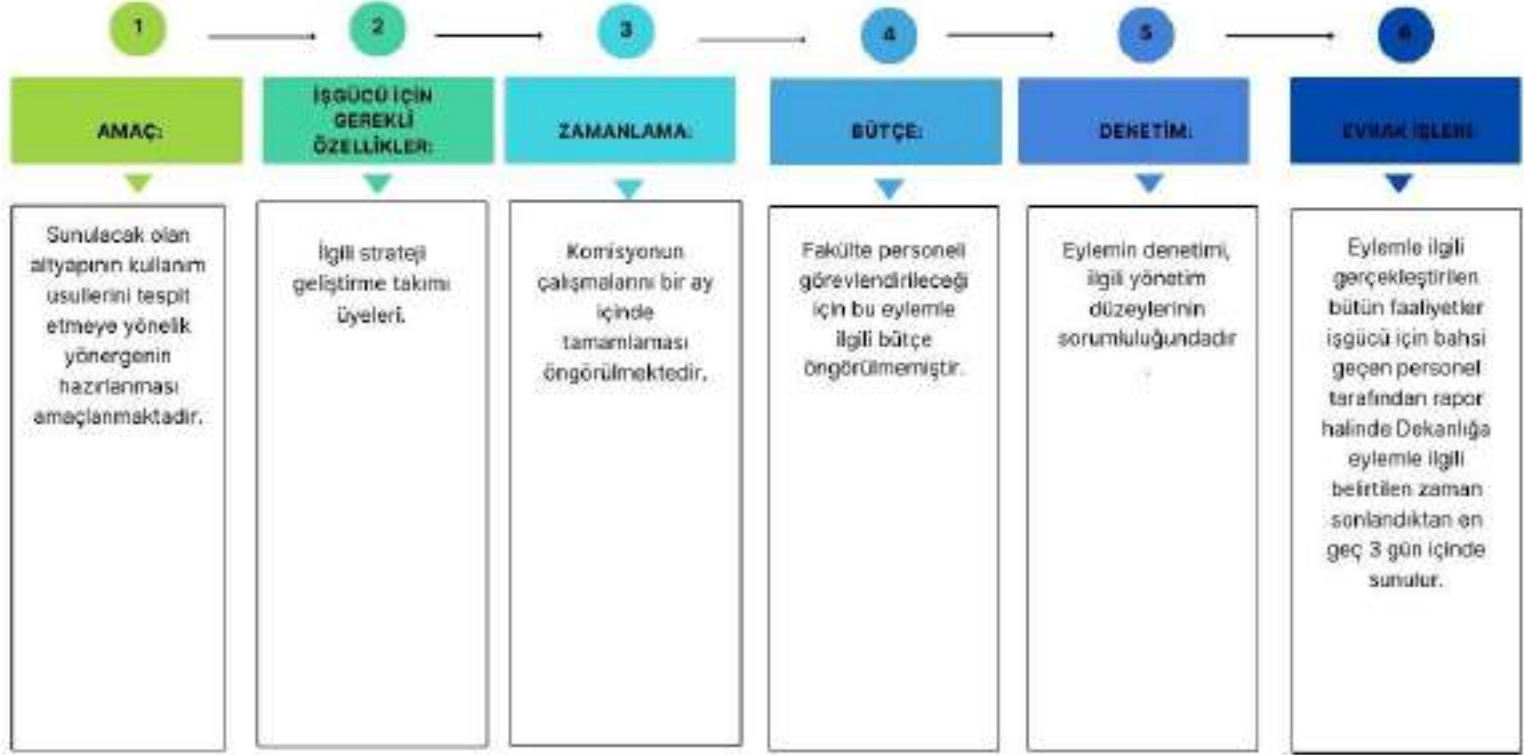 1
2
3
4
5
6
AMAÇ:
İŞGÜCÜ İÇİN
GEREKLİ
ÖZELLİKLER:
ZAMANLAMA:
BÜTÇE:
DENETİM:
EVRAK İŞLERİ:
Sunulacak olan
altyapının kullanım
usullerini tespit
etmeye yönelik
yönergenin
hazırlanması
amaçlanmaktadır.
İlgili strateji
geliştirme takımı
üyeleri.
Komisyonun
çalışmalarını bir ay
içinde
tamamlaması
öngörülmektedir.
Fakülte personeli
görevlendirileceği
için bu eylemle
ilgili bütçe
öngörülmemiştir.
Eylemin denetimi,
ilgili yönetim
düzeylerinin
sorumluluğundadır
.
Eylemle ilgili
gerçekleştirilen
bütün faaliyetler
işgücü için bahsi
geçen personel
tarafından rapor
halinde Dekanlığa
eylemle ilgili
belirtilen zaman
sonlandıktan en
geç 3 gün içinde
sunulur.